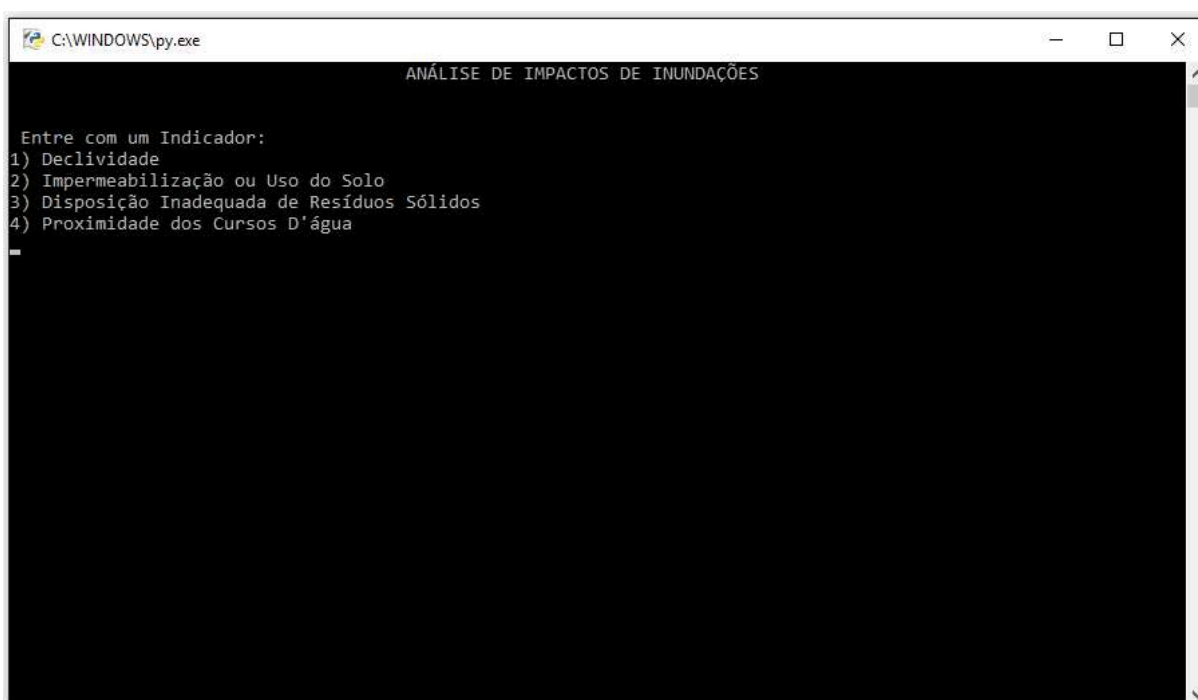 C:\WINDOWS\py.exe
ANÁLISE DE IMPACTOS DE INUNDAÇÕES
Entre com um Indicador:
1) Declividade
2) Impermeabilização ou Uso do Solo
3) Disposição Inadequada de Resíduos Sólidos
4) Proximidade dos Cursos D'água